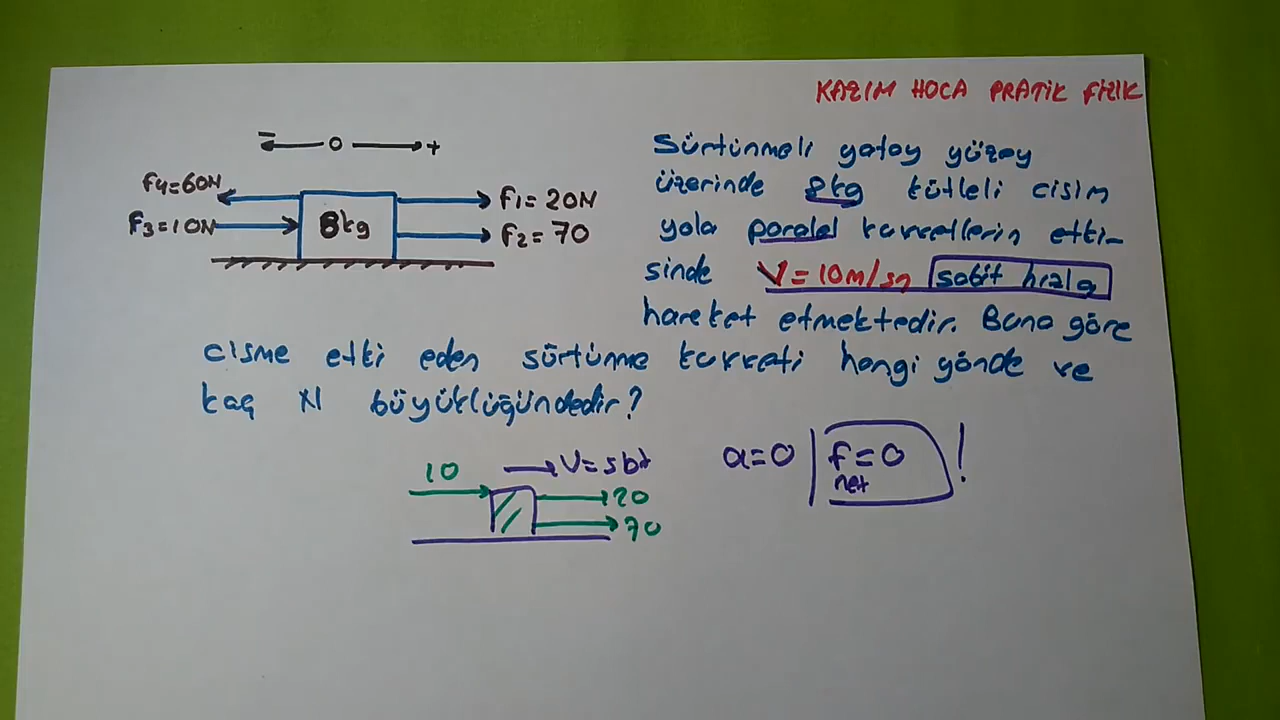 KAZIM HOCA PRATİK FİZİK
- 0 +
F4=60N
F3=10N
8kg
F1=20N
F2=70
Sürtünmeli yatay yüzey
üzerinde 8kg kütleli cisim
yola paralel kuvvetlerin etki-
sinde V=10m/sn sabit hızla
hareket etmektedir. Buna göre
cisme etki eden sürtünme kuvveti hangi yönde ve
kaç N büyüklüğündedir?
10
V=sbt
20
70
a=0 | F=0 !
net